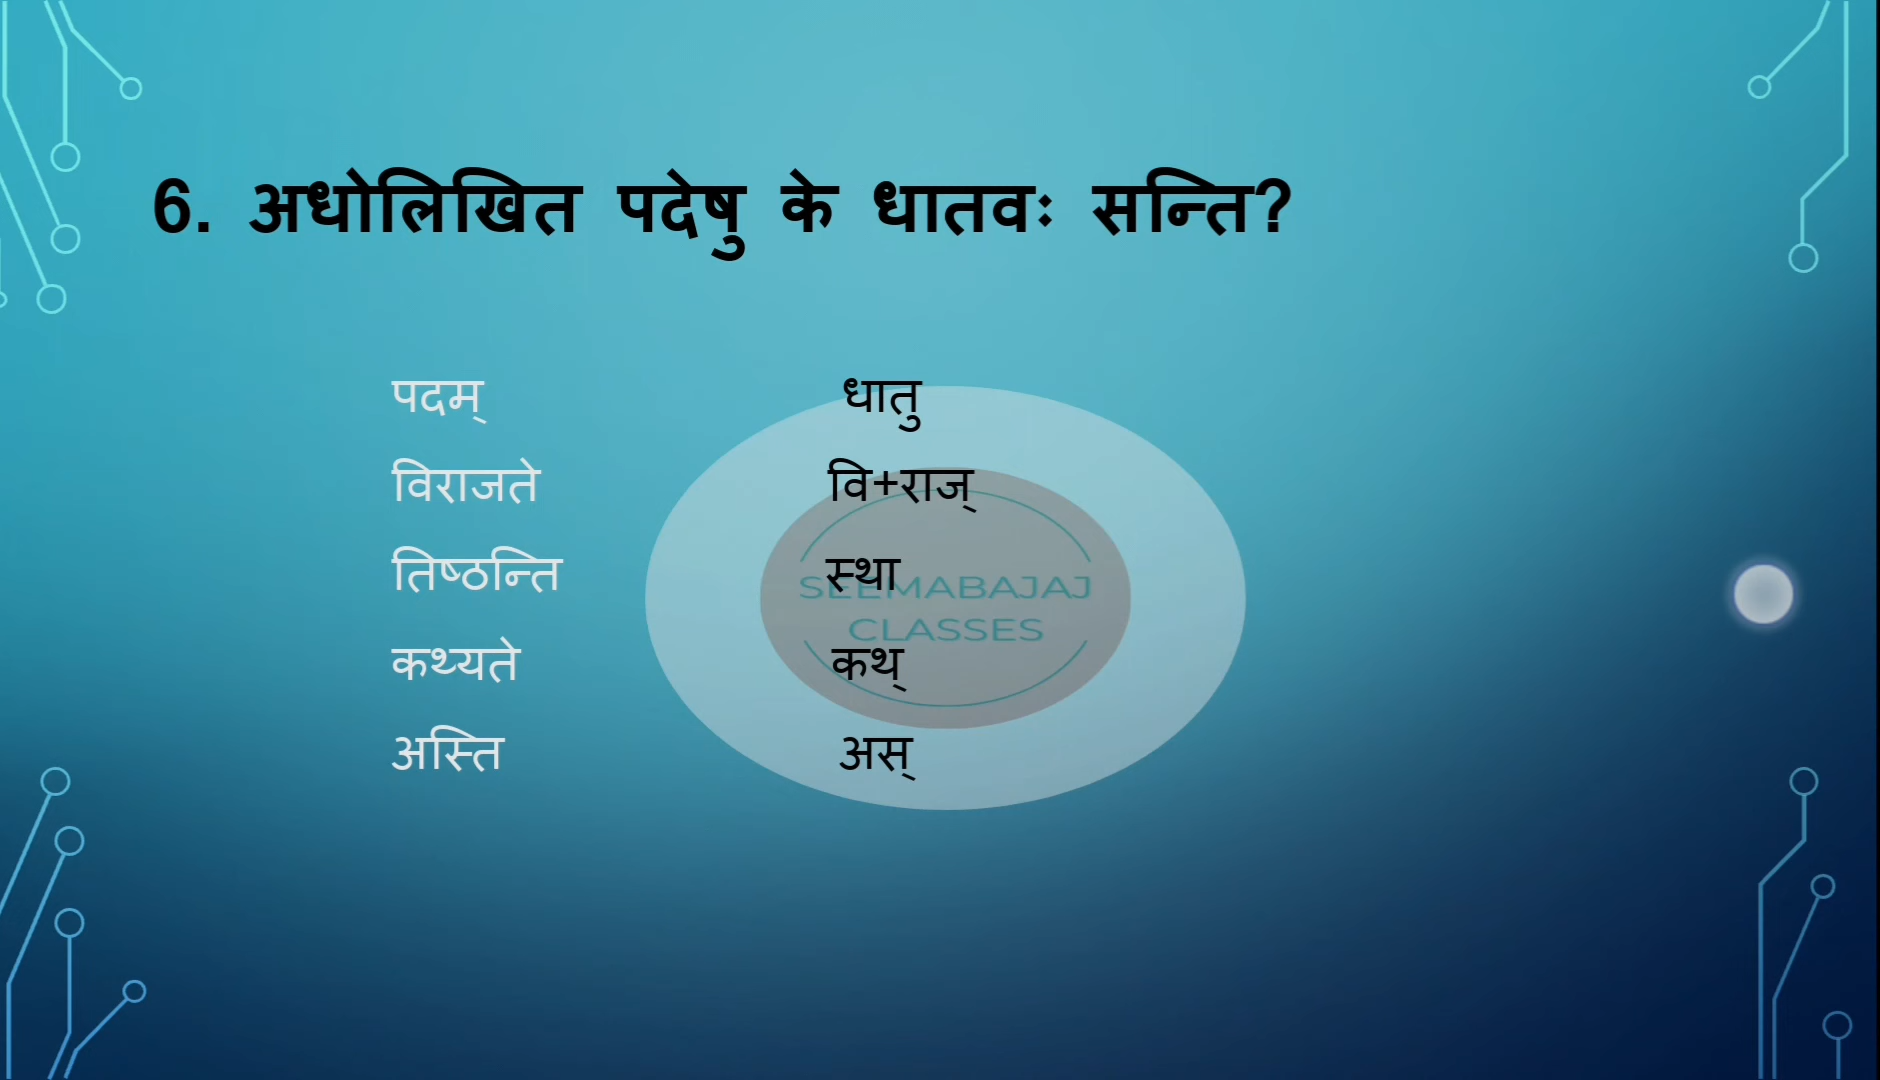 6. अधोलिखित पदेषु के धातवः सन्ति?
पदम् धातु
विराजते वि+राज्
तिष्ठन्ति स्था
SEEMABAJAJ
CLASSES
कथ्यते कथ्
अस्ति अस्